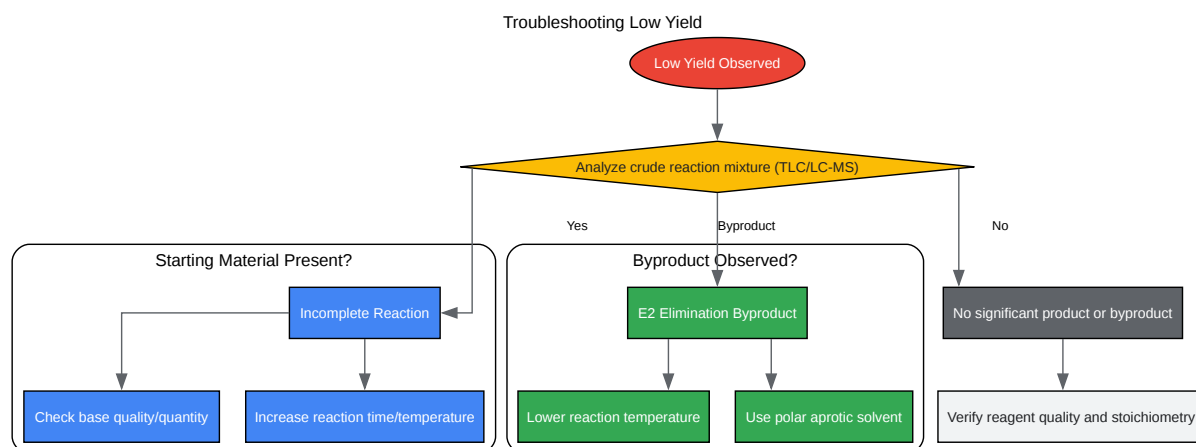 Troubleshooting Low Yield
Low Yield Observed
Analyze crude reaction mixture (TLC/LC-MS)
Yes
Byproduct
No
Starting Material Present?
Byproduct Observed?
Incomplete Reaction
E2 Elimination Byproduct
No significant product or byproduct
Check base quality/quantity
Increase reaction time/temperature
Lower reaction temperature
Use polar aprotic solvent
Verify reagent quality and stoichiometry